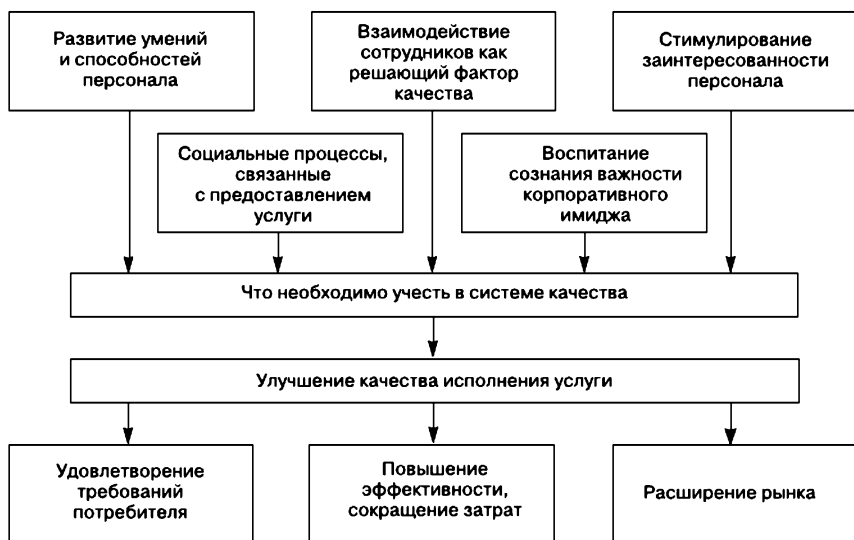 Развитие умений
и способностей
персонала
Взаимодействие
сотрудников как
решающий фактор
качества
Стимулирование
заинтересованности
персонала
Социальные процессы,
связанные
с предоставлением
услуги
Воспитание
сознания важности
корпоративного
имиджа
Что необходимо учесть в системе качества
Улучшение качества исполнения услуги
Удовлетворение
требований
потребителя
Повышение
эффективности,
сокращение затрат
Расширение рынка